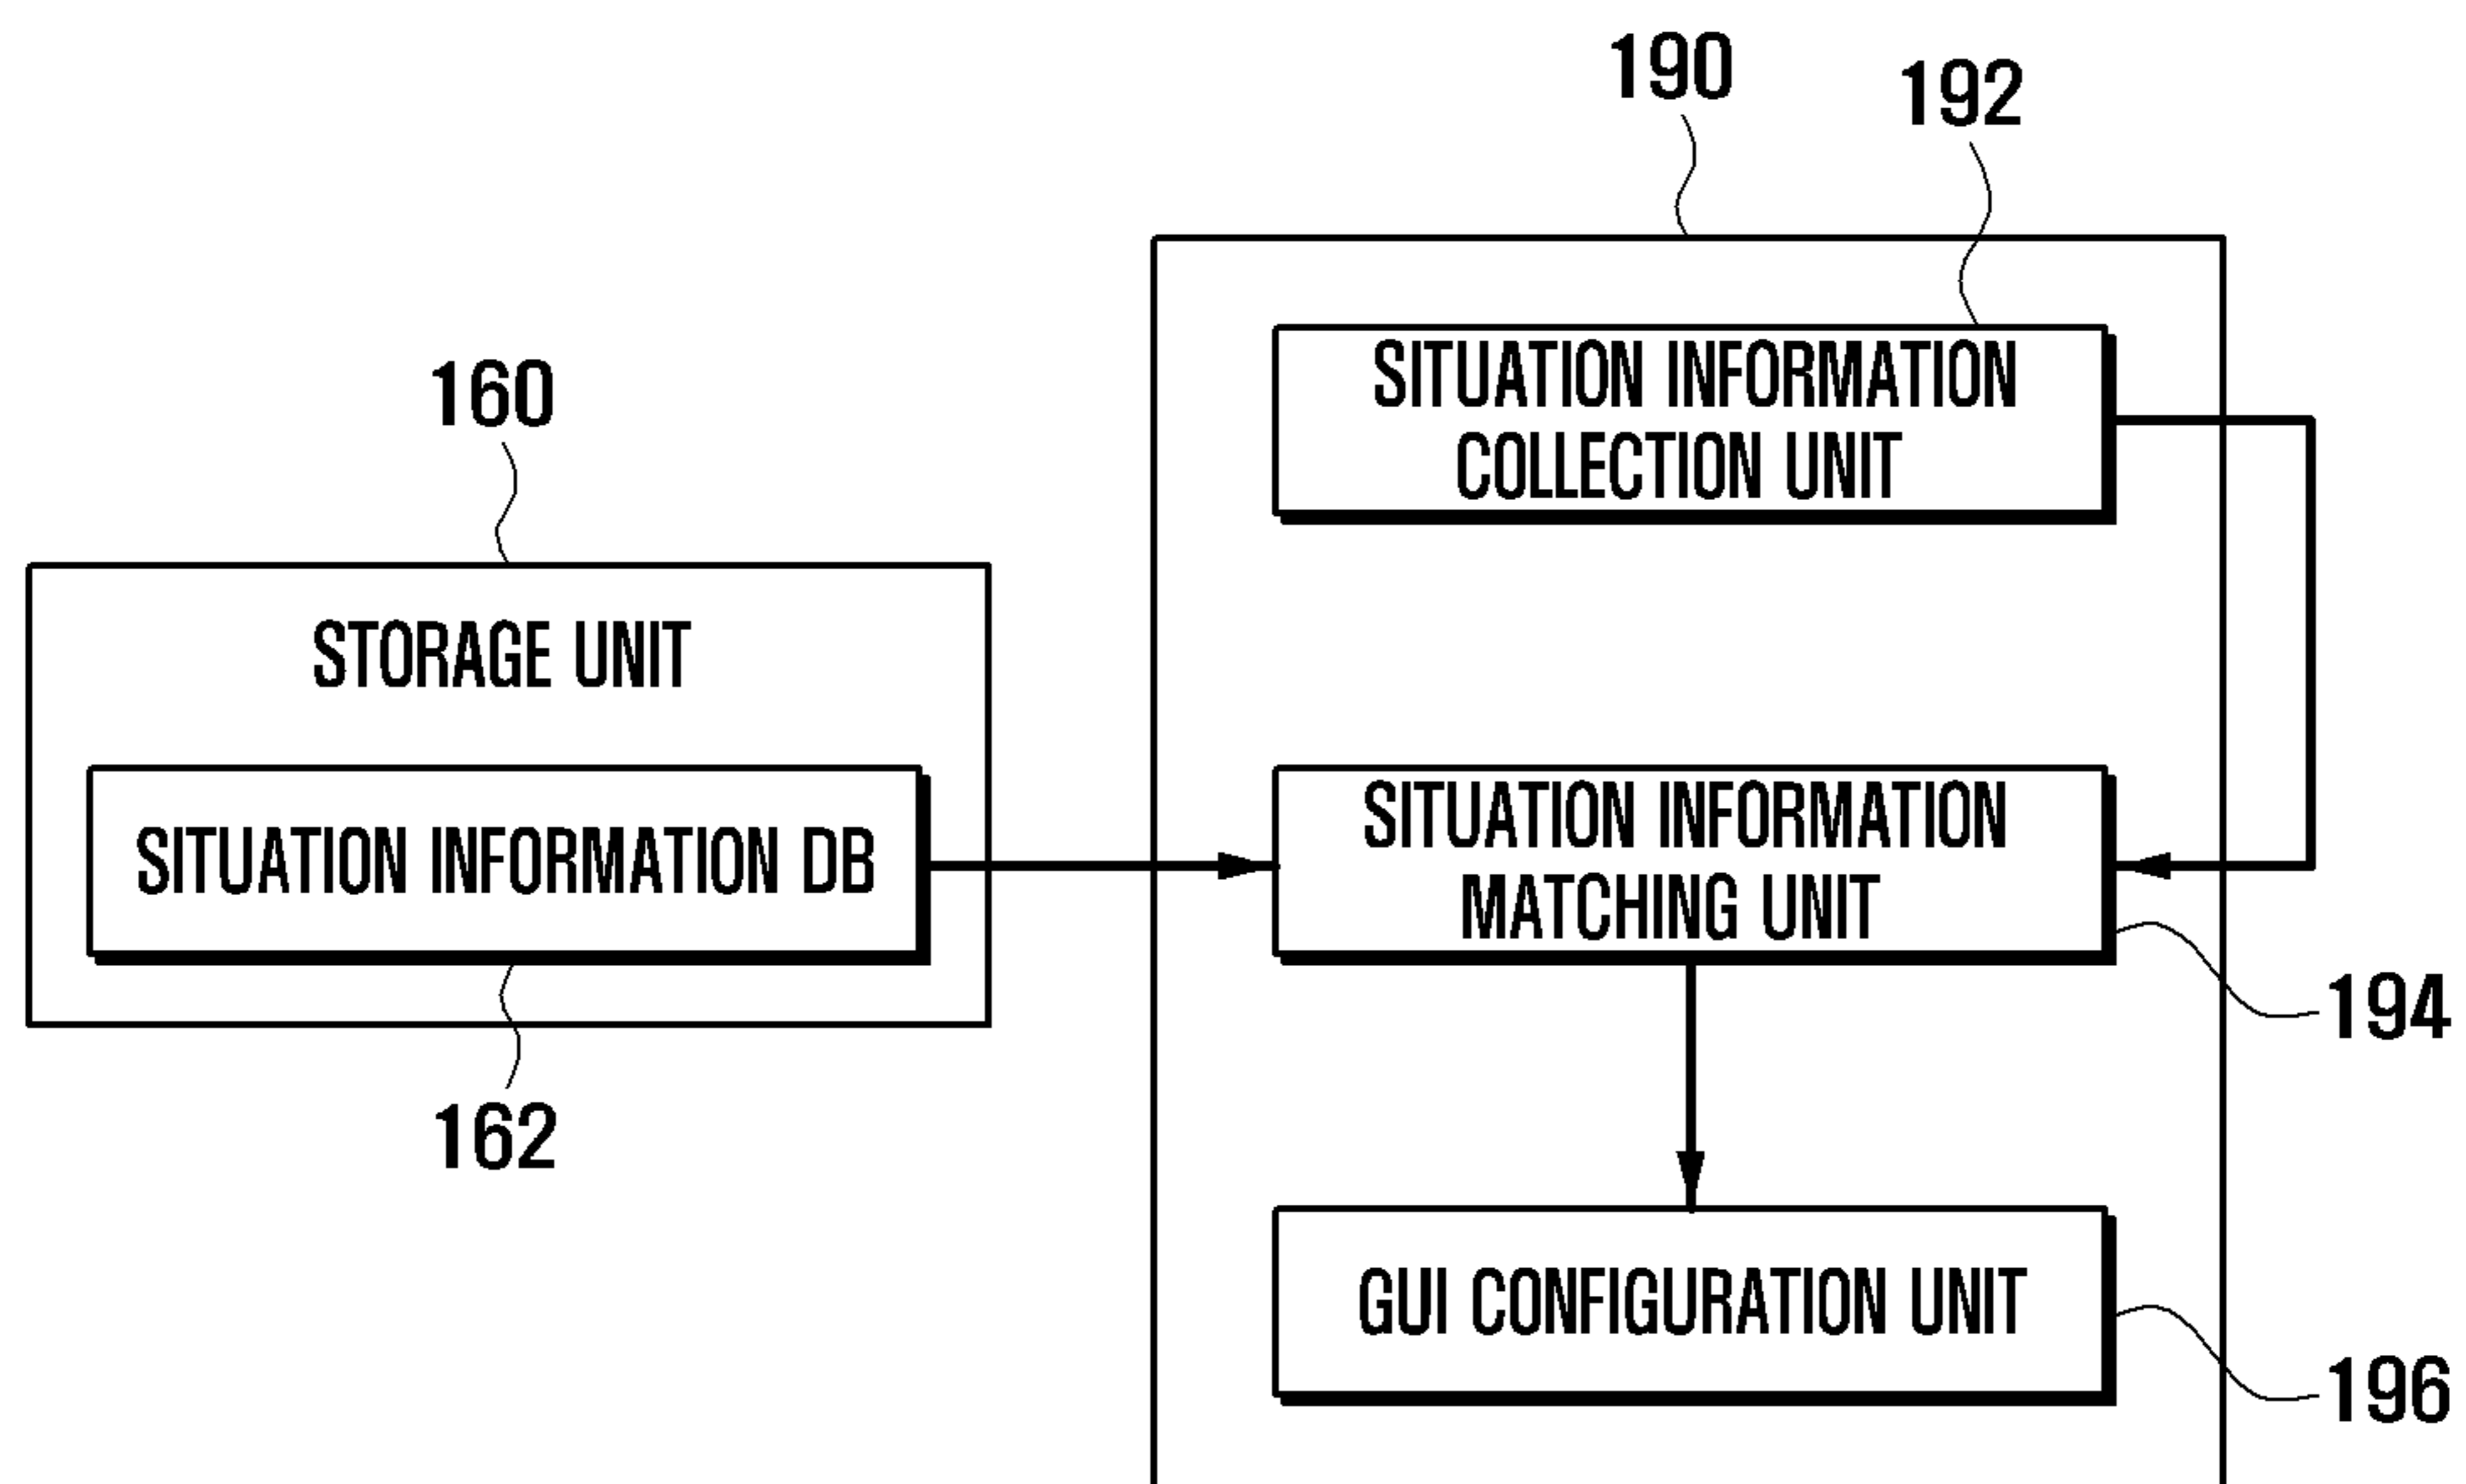 190
192
SITUATION INFORMATION
COLLECTION UNIT
160
STORAGE UNIT
SITUATION INFORMATION DB
162
SITUATION INFORMATION
MATCHING UNIT
194
GUI CONFIGURATION UNIT
196